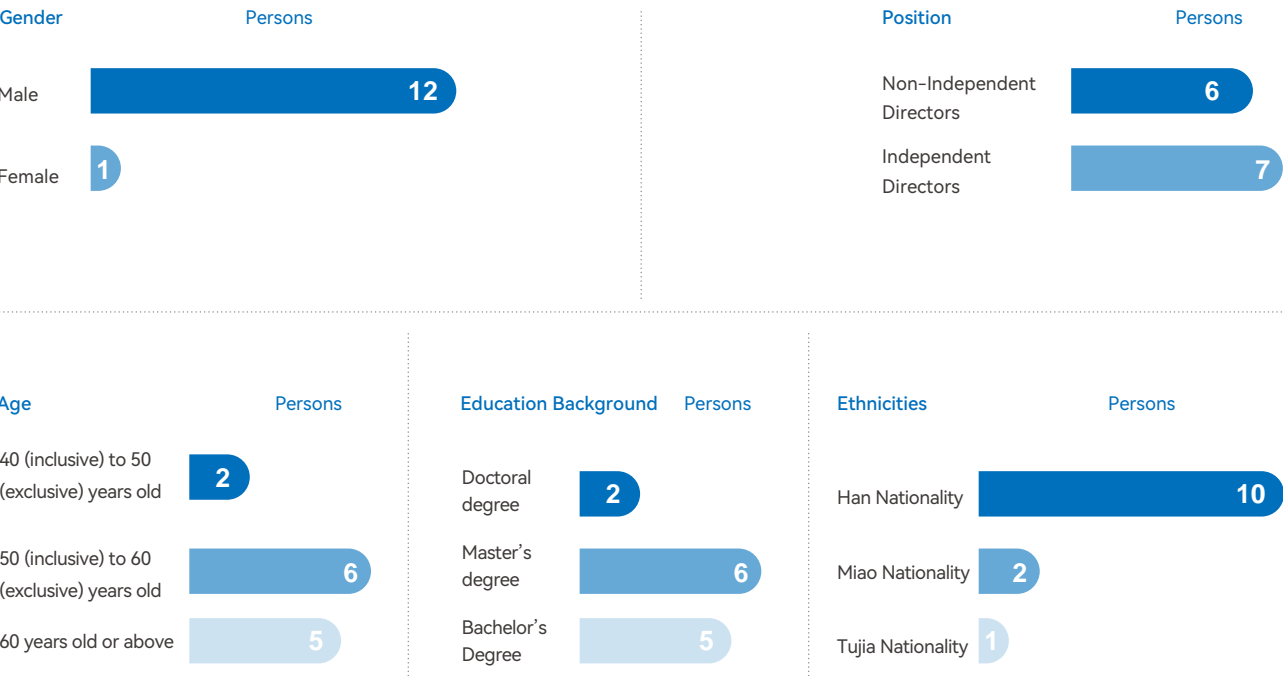 Gender Persons
Male 12
Female 1
Position Persons
Non-Independent
Directors
6
Independent
Directors
7
Age Persons
40 (inclusive) to 50
(exclusive) years old
2
50 (inclusive) to 60
(exclusive) years old
6
60 years old or above 5
Education Background Persons
Doctoral
degree
2
Master's
degree
6
Bachelor's
Degree
5
Ethnicities Persons
Han Nationality 10
Miao Nationality 2
Tujia Nationality 1